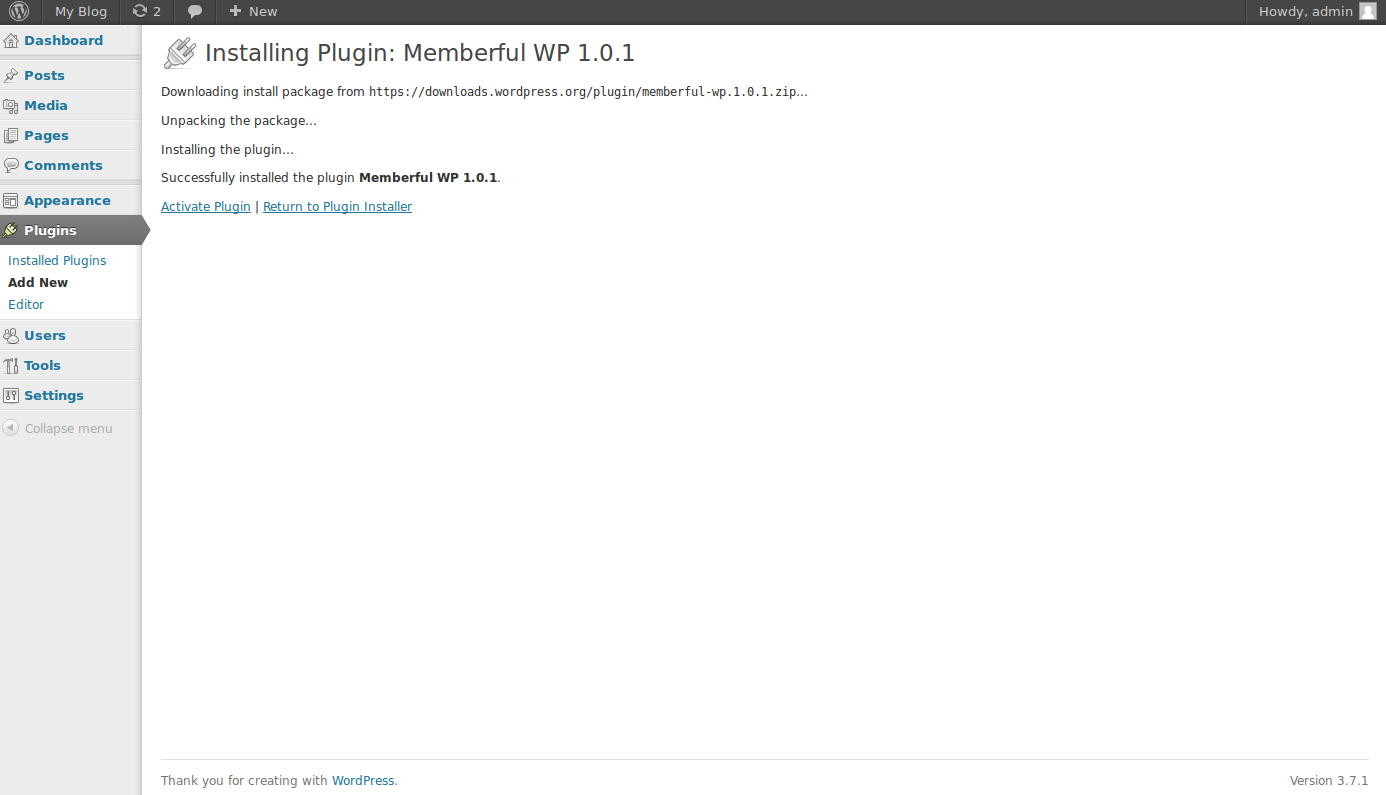 My Blog
2
New
Howdy, admin
Dashboard
Posts
Media
Pages
Comments
Appearance
Plugins
Installed Plugins
Add New
Editor
Users
Tools
Settings
Collapse menu
Installing Plugin: Memberful WP 1.0.1
Downloading install package from https://downloads.wordpress.org/plugin/memberful-wp.1.0.1.zip…
Unpacking the package…
Installing the plugin…
Successfully installed the plugin Memberful WP 1.0.1.
Activate Plugin | Return to Plugin Installer
Thank you for creating with WordPress.
Version 3.7.1